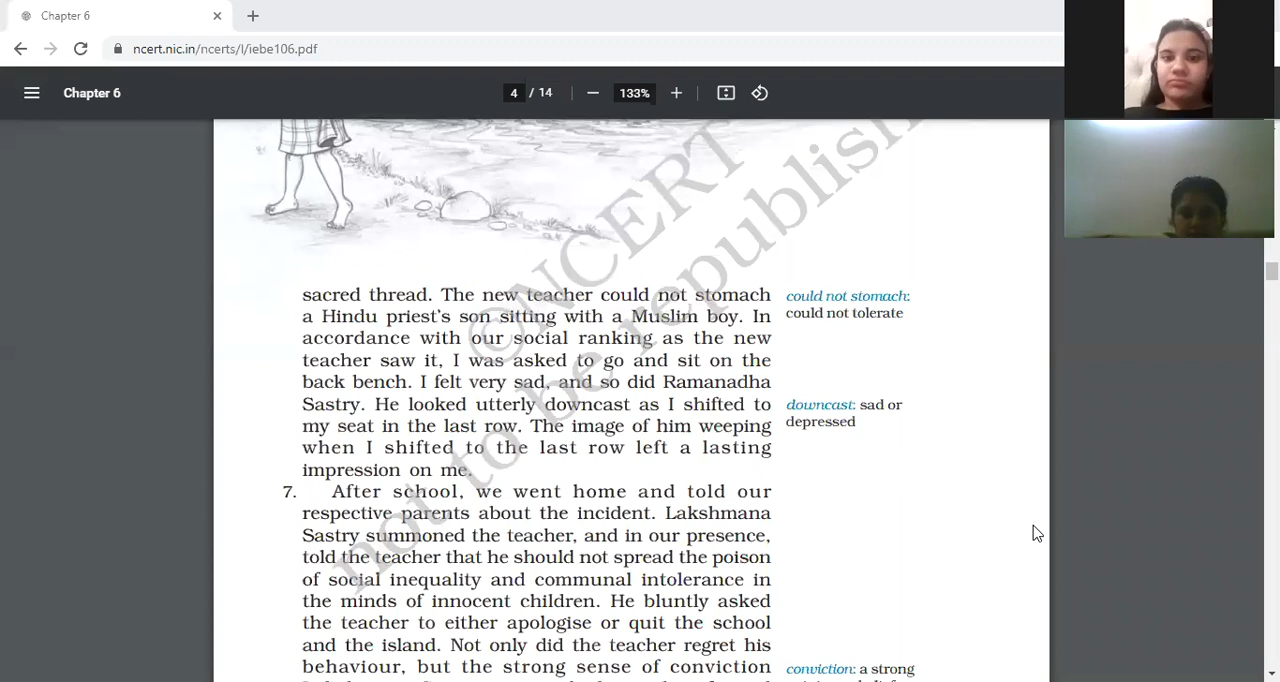 Chapter 6
ncert.nic.in/ncerts/l/iebe106.pdf
Chapter 6
4 / 14
133%
©NCERT
not to be republish
sacred thread. The new teacher could not stomach
a Hindu priest's son sitting with a Muslim boy. In
accordance with our social ranking as the new
teacher saw it, I was asked to go and sit on the
back bench. I felt very sad, and so did Ramanadha
Sastry. He looked utterly downcast as I shifted to
my seat in the last row. The image of him weeping
when I shifted to the last row left a lasting
impression on me.
could not stomach:
could not tolerate
downcast: sad or
depressed
7. After school, we went home and told our
respective parents about the incident. Lakshmana
Sastry summoned the teacher, and in our presence,
told the teacher that he should not spread the poison
of social inequality and communal intolerance in
the minds of innocent children. He bluntly asked
the teacher to either apologise or quit the school
and the island. Not only did the teacher regret his
behaviour, but the strong sense of conviction
conviction: a strong